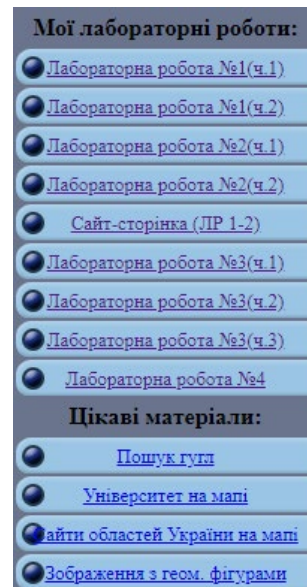 Мої лабораторні роботи:
Лабораторна робота №1(ч.1)
Лабораторна робота №1(ч.2)
Лабораторна робота №2(ч.1)
Лабораторна робота №2(ч.2)
Сайт-сторінка (ЛР 1-2)
Лабораторна робота №3(ч.1)
Лабораторна робота №3(ч.2)
Лабораторна робота №3(ч.3)
Лабораторна робота №4
Цікаві матеріали:
Пошук гугл
Університет на мапі
Сайти областей України на мапі
Зображення з геом. фігурами